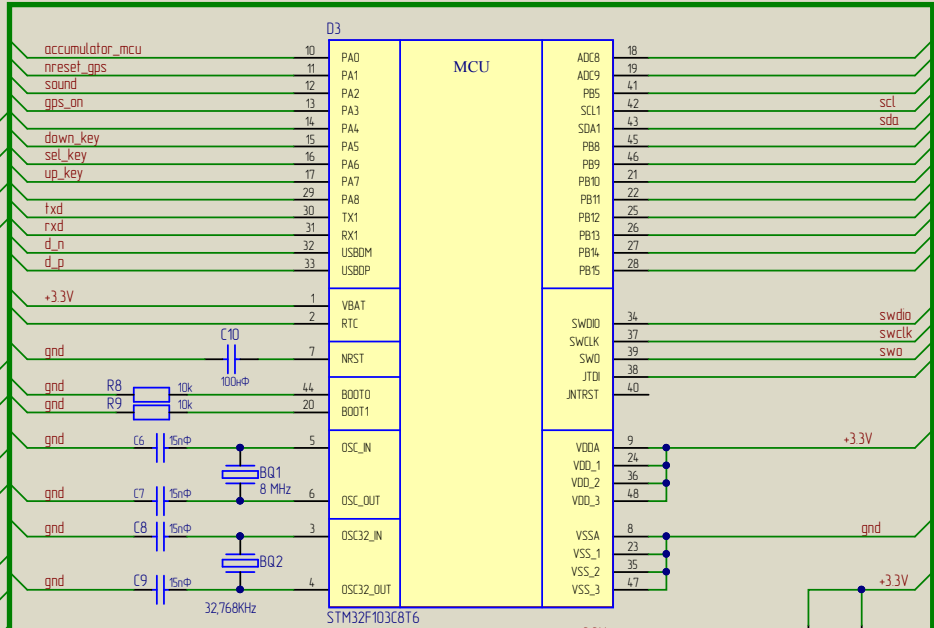 D3
MCU
accumulator_mcu 10 PA0 ADC8 18
nreset_gps 11 PA1 ADC9 19
sound 12 PA2 PB5 41
gps_on 13 PA3 SCL1 42 scl
14 PA4 SDA1 43 sda
down_key 15 PA5 PB8 45
sel_key 16 PA6 PB9 46
up_key 17 PA7 PB10 21
29 PA8 PB11 22
txd 30 TX1 PB12 25
rxd 31 RX1 PB13 26
d_n 32 USBDM PB14 27
d_p 33 USBDP PB15 28
+3.3V 1 VBAT
2 RTC SWDIO 34 swdio
C10 SWCLK 37 swclk
gnd 7 NRST SWO 39 swo
100нФ JTDI 38
gnd R8 10k 44 BOOT0 JNTRST 40
gnd R9 10k 20 BOOT1
gnd C6 15пФ 5 OSC_IN VDDA 9 +3.3V
BQ1 VDD_1 24
8 MHz VDD_2 36
gnd C7 15пФ 6 OSC_OUT VDD_3 48
gnd C8 15пФ 3 OSC32_IN VSSA 8 gnd
BQ2 VSS_1 23
VSS_2 35
gnd C9 15пФ 4 OSC32_OUT VSS_3 47 +3.3V
32,768KHz
STM32F103C8T6